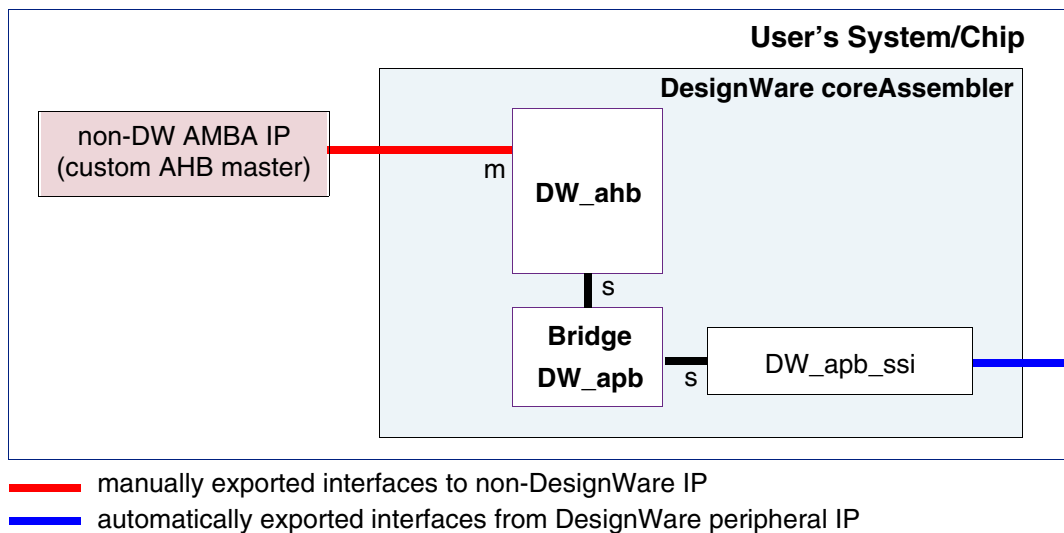 User's System/Chip
DesignWare coreAssembler
non-DW AMBA IP
(custom AHB master)
m
DW_ahb
s
Bridge
DW_apb
s
DW_apb_ssi
manually exported interfaces to non-DesignWare IP
automatically exported interfaces from DesignWare peripheral IP